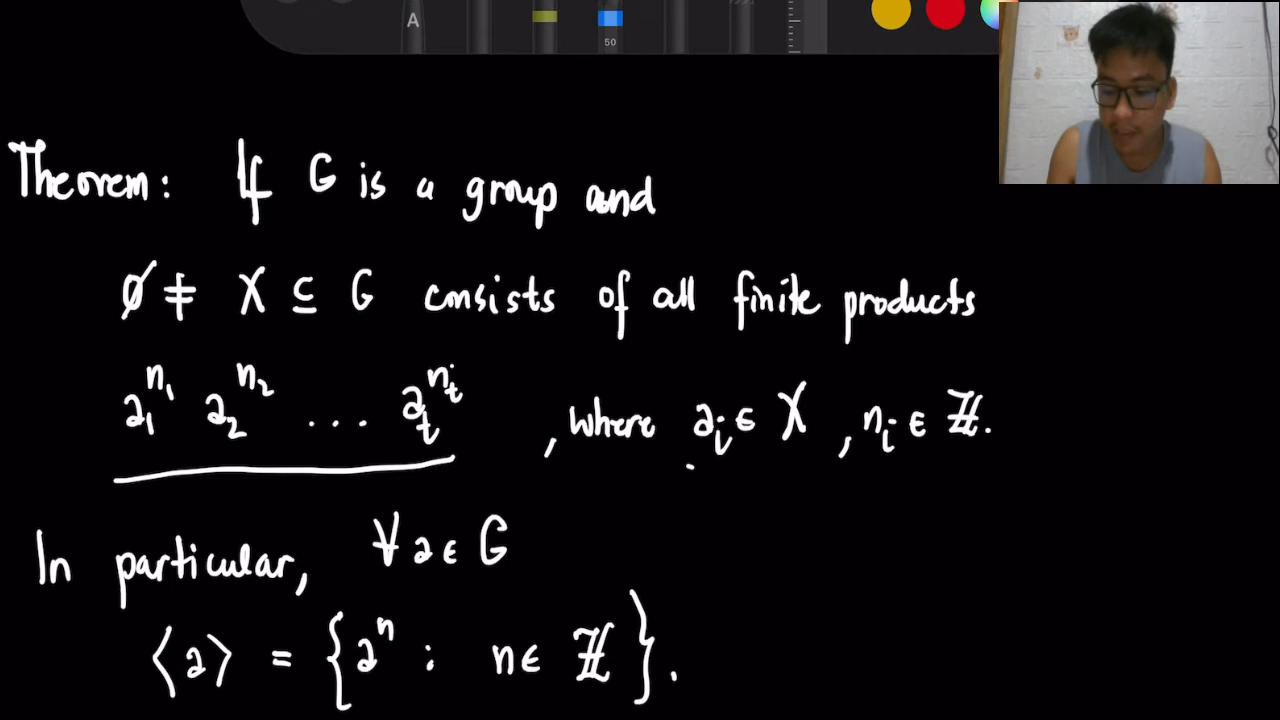 A
50
Theorem: If G is a group and
∅ ≠ X ⊆ G consists of all finite products
a₁^n₁ a₂^n₂ ... aₜ^nₜ , where aᵢ ∈ X , nᵢ ∈ ℤ.
In particular, ∀ a ∈ G
⟨a⟩ = {aⁿ : n ∈ ℤ}.